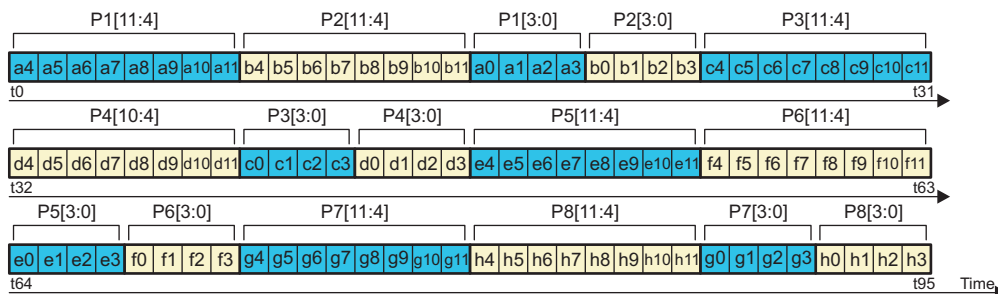 P1[11:4] P2[11:4] P1[3:0] P2[3:0] P3[11:4]
a4 a5 a6 a7 a8 a9 a10 a11 b4 b5 b6 b7 b8 b9 b10 b11 a0 a1 a2 a3 b0 b1 b2 b3 c4 c5 c6 c7 c8 c9 c10 c11
t0 t31
P4[10:4] P3[3:0] P4[3:0] P5[11:4] P6[11:4]
d4 d5 d6 d7 d8 d9 d10 d11 c0 c1 c2 c3 d0 d1 d2 d3 e4 e5 e6 e7 e8 e9 e10 e11 f4 f5 f6 f7 f8 f9 f10 f11
t32 t63
P5[3:0] P6[3:0] P7[11:4] P8[11:4] P7[3:0] P8[3:0]
e0 e1 e2 e3 f0 f1 f2 f3 g4 g5 g6 g7 g8 g9 g10 g11 h4 h5 h6 h7 h8 h9 h10 h11 g0 g1 g2 g3 h0 h1 h2 h3
t64 t95 Time